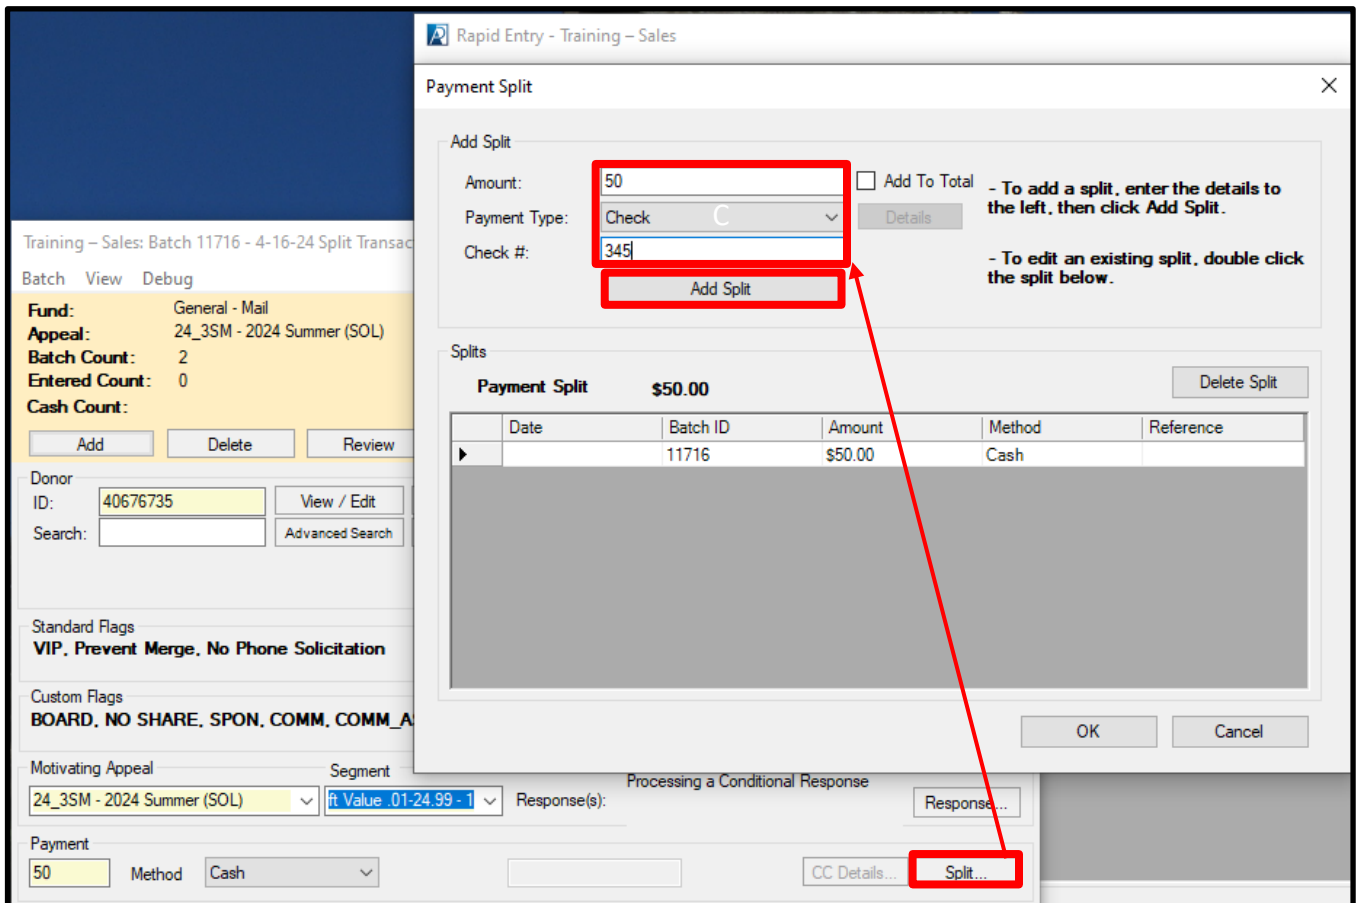 Rapid Entry - Training – Sales
Payment Split
Add Split
Amount: 50 Add To Total
Payment Type: Check C Details
Check #: 345
Add Split
- To add a split, enter the details to
the left, then click Add Split.
- To edit an existing split, double click
the split below.
Splits
Payment Split $50.00 Delete Split
Date Batch ID Amount Method Reference
11716 $50.00 Cash
OK Cancel
Training – Sales: Batch 11716 - 4-16-24 Split Transac
Batch View Debug
Fund: General - Mail
Appeal: 24_3SM - 2024 Summer (SOL)
Batch Count: 2
Entered Count: 0
Cash Count:
Add Delete Review
Donor
ID: 40676735 View / Edit
Search: Advanced Search
Standard Flags
VIP, Prevent Merge, No Phone Solicitation
Custom Flags
BOARD, NO SHARE, SPON, COMM, COMM_A
Motivating Appeal Segment Processing a Conditional Response
24_3SM - 2024 Summer (SOL) ft Value .01-24.99 - 1 Response(s): Response...
Payment
50 Method Cash CC Details... Split...